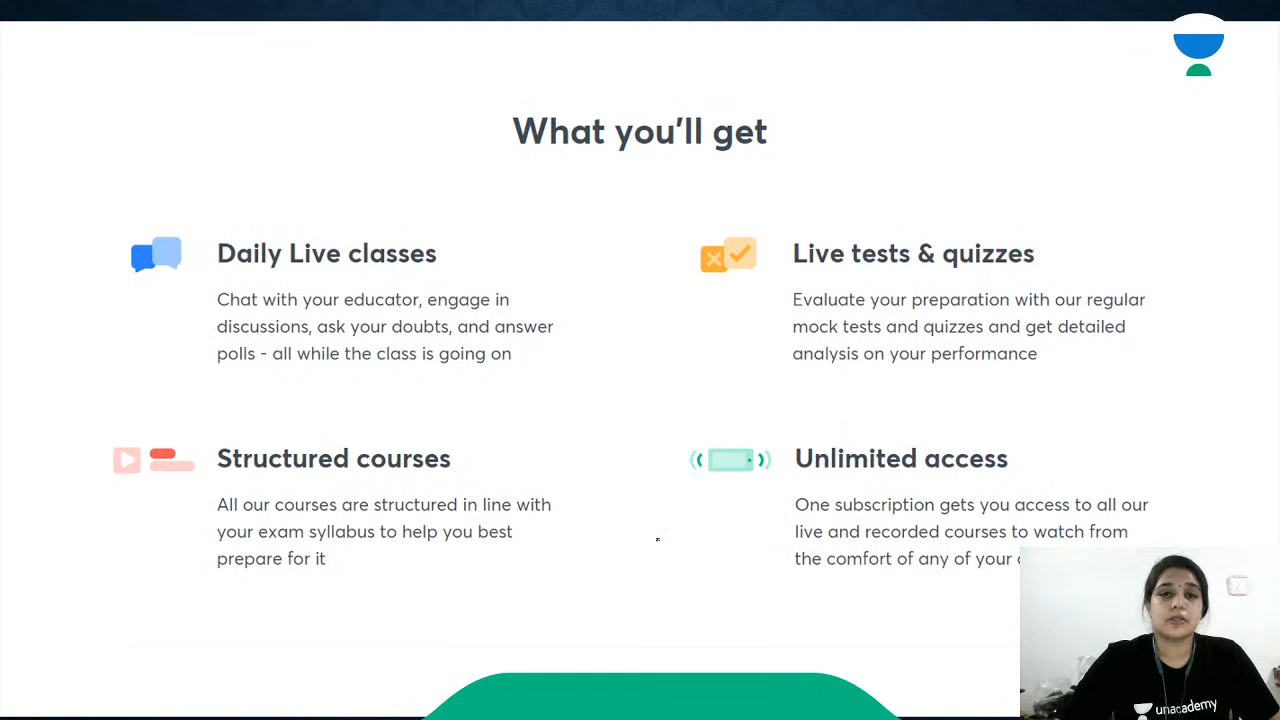 What you'll get
Daily Live classes
Chat with your educator, engage in
discussions, ask your doubts, and answer
polls - all while the class is going on
Live tests & quizzes
Evaluate your preparation with our regular
mock tests and quizzes and get detailed
analysis on your performance
Structured courses
All our courses are structured in line with
your exam syllabus to help you best
prepare for it
Unlimited access
One subscription gets you access to all our
live and recorded courses to watch from
the comfort of any of your
unacademy